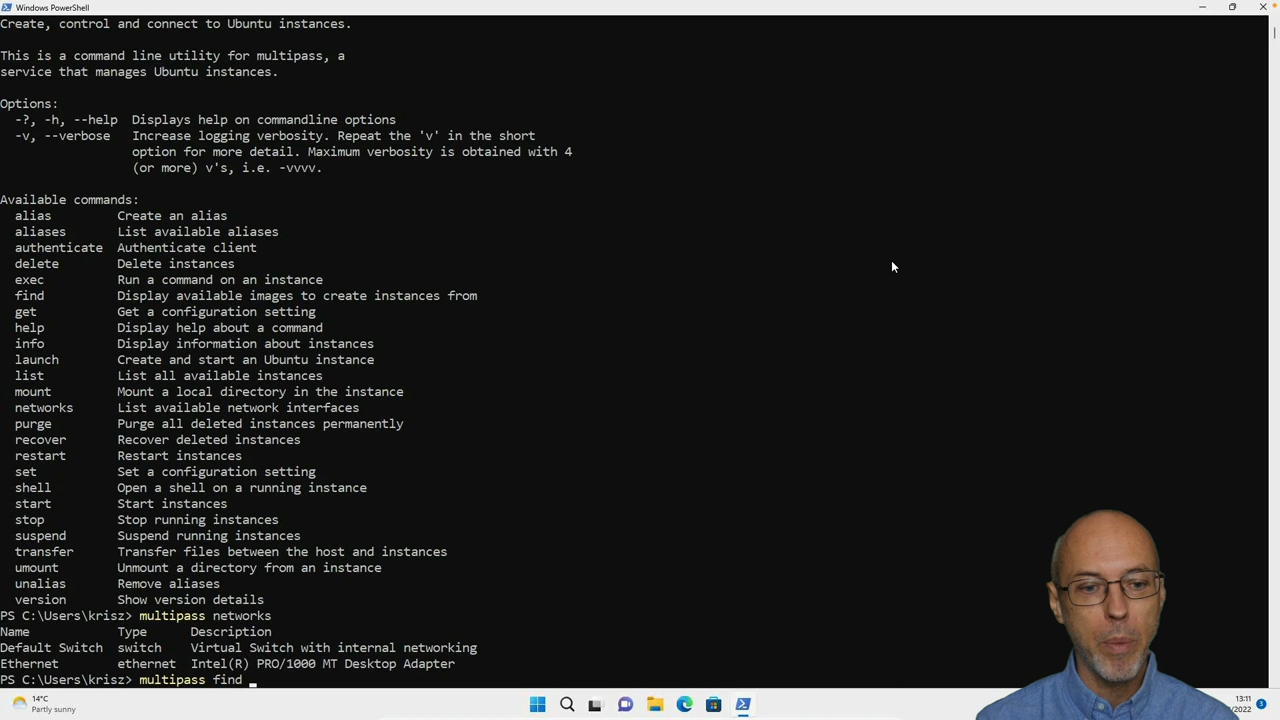 Windows PowerShell
Create, control and connect to Ubuntu instances.
This is a command line utility for multipass, a
service that manages Ubuntu instances.
Options:
-?, -h, --help Displays help on commandline options
-v, --verbose Increase logging verbosity. Repeat the 'v' in the short
option for more detail. Maximum verbosity is obtained with 4
(or more) v's, i.e. -vvvv.
Available commands:
alias Create an alias
aliases List available aliases
authenticate Authenticate client
delete Delete instances
exec Run a command on an instance
find Display available images to create instances from
get Get a configuration setting
help Display help about a command
info Display information about instances
launch Create and start an Ubuntu instance
list List all available instances
mount Mount a local directory in the instance
networks List available network interfaces
purge Purge all deleted instances permanently
recover Recover deleted instances
restart Restart instances
set Set a configuration setting
shell Open a shell on a running instance
start Start instances
stop Stop running instances
suspend Suspend running instances
transfer Transfer files between the host and instances
umount Unmount a directory from an instance
unalias Remove aliases
version Show version details
PS C:\Users\krisz> multipass networks
Name Type Description
Default Switch switch Virtual Switch with internal networking
Ethernet ethernet Intel(R) PRO/1000 MT Desktop Adapter
PS C:\Users\krisz> multipass find _
14°C
Partly sunny
13:11
/2022
3